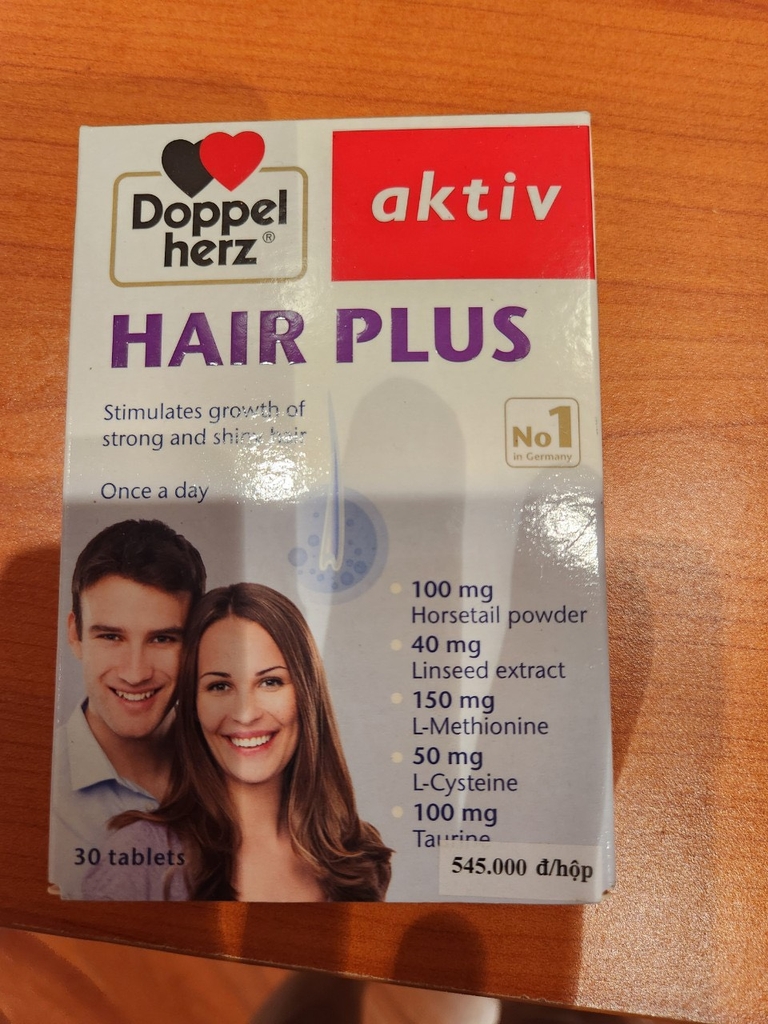 Doppel
herz®
aktiv
HAIR PLUS
Stimulates growth of
strong and shiny hair
Once a day
No1
in Germany
100 mg
Horsetail powder
40 mg
Linseed extract
150 mg
L-Methionine
50 mg
L-Cysteine
100 mg
Taurine
30 tablets
545.000 đ/hộp